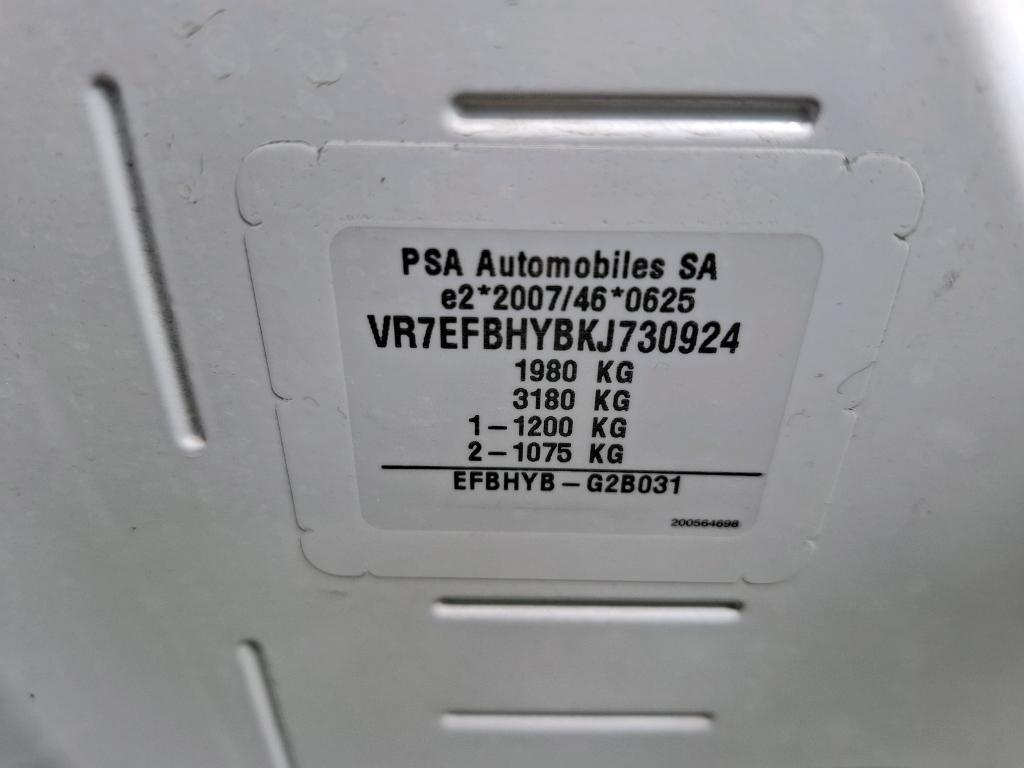 PSA Automobiles SA
e2*2007/46*0625
VR7EFBHYBKJ730924
1980 KG
3180 KG
1-1200 KG
2-1075 KG
EFBHYB-G2B031
200564698